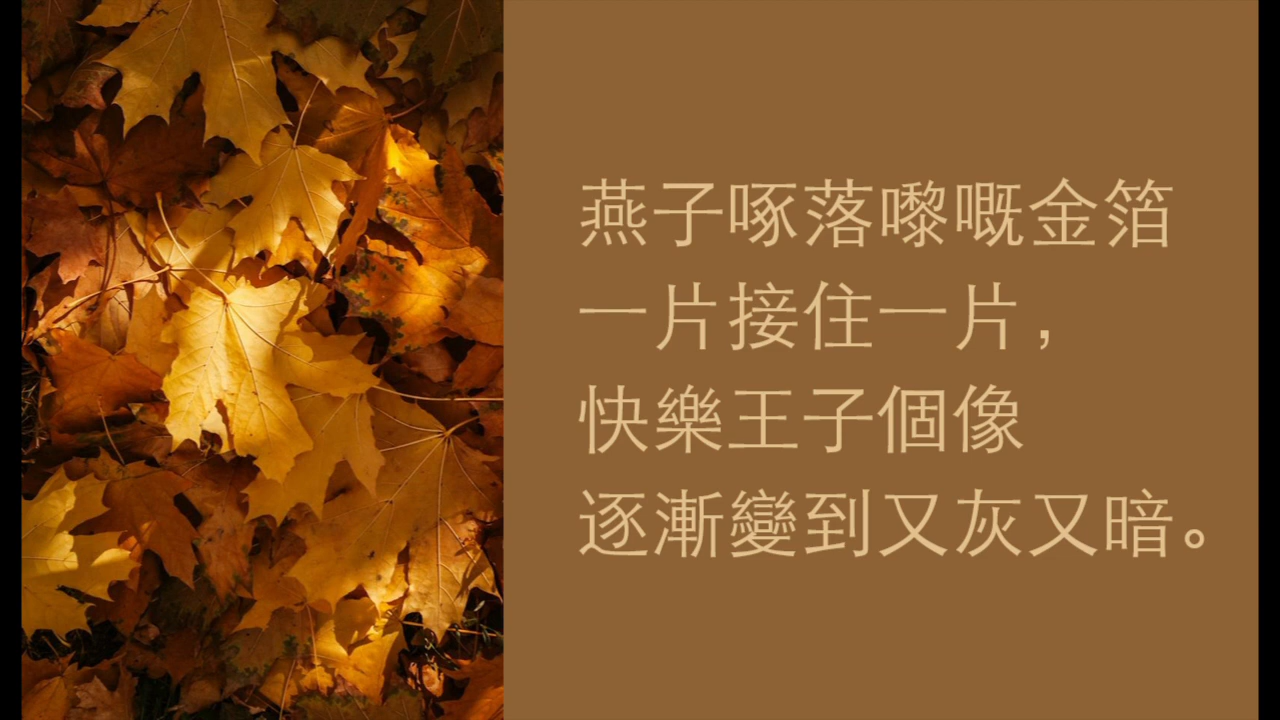 燕子啄落嚟嘅金箔
一片接住一片，
快樂王子個像
逐漸變到又灰又暗。